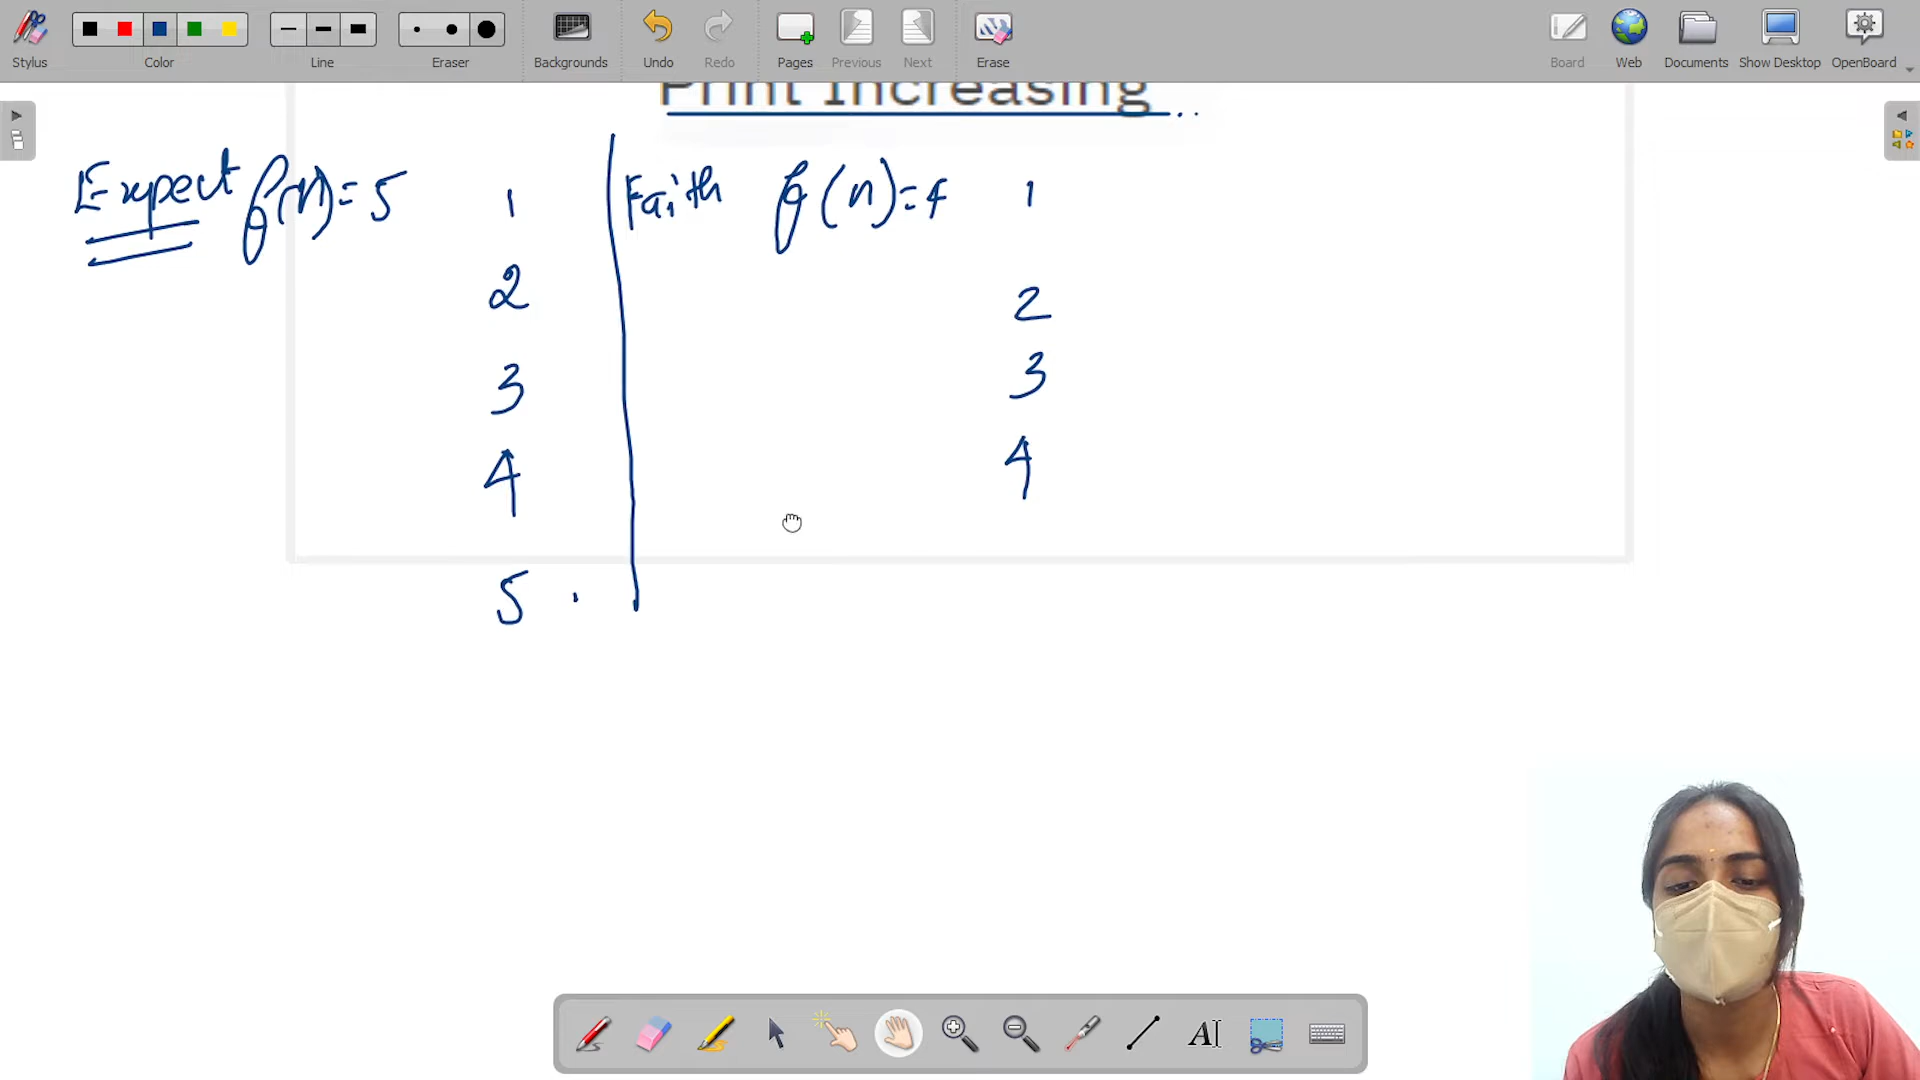 Stylus
Color
Line
Eraser
Backgrounds
Undo
Redo
Pages
Previous
Next
Erase
Board
Web
Documents
Show Desktop
OpenBoard
Print Increasing
Expect f(n)=5 1
2
3
4
5 .
Faith f(n)=4 1
2
3
4